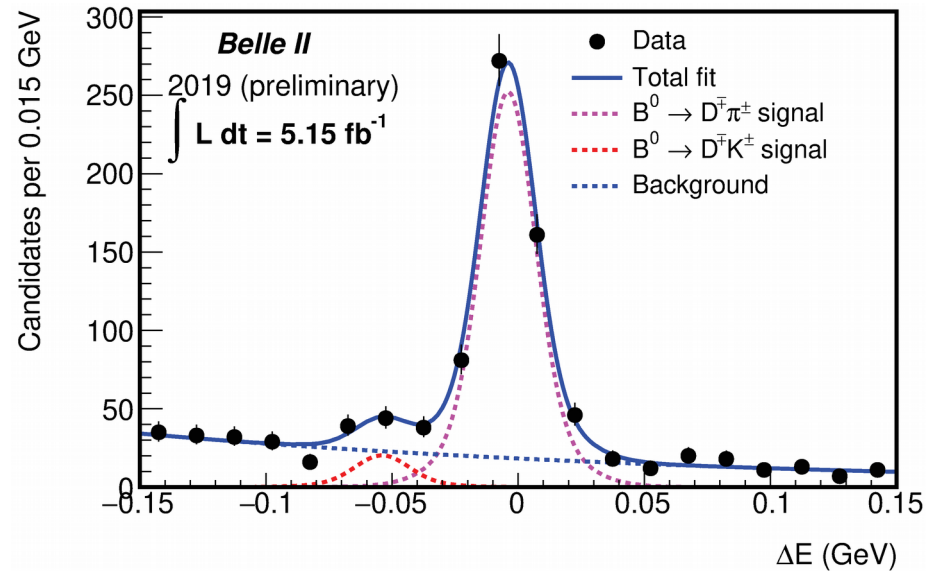 Candidates per 0.015 GeV
300
250
200
150
100
50
0
Belle II
2019 (preliminary)
∫ L dt = 5.15 fb⁻¹
Data
Total fit
B⁰ → D∓π± signal
B⁰ → D∓K± signal
Background
−0.15 −0.1 −0.05 0 0.05 0.1 0.15
ΔE (GeV)